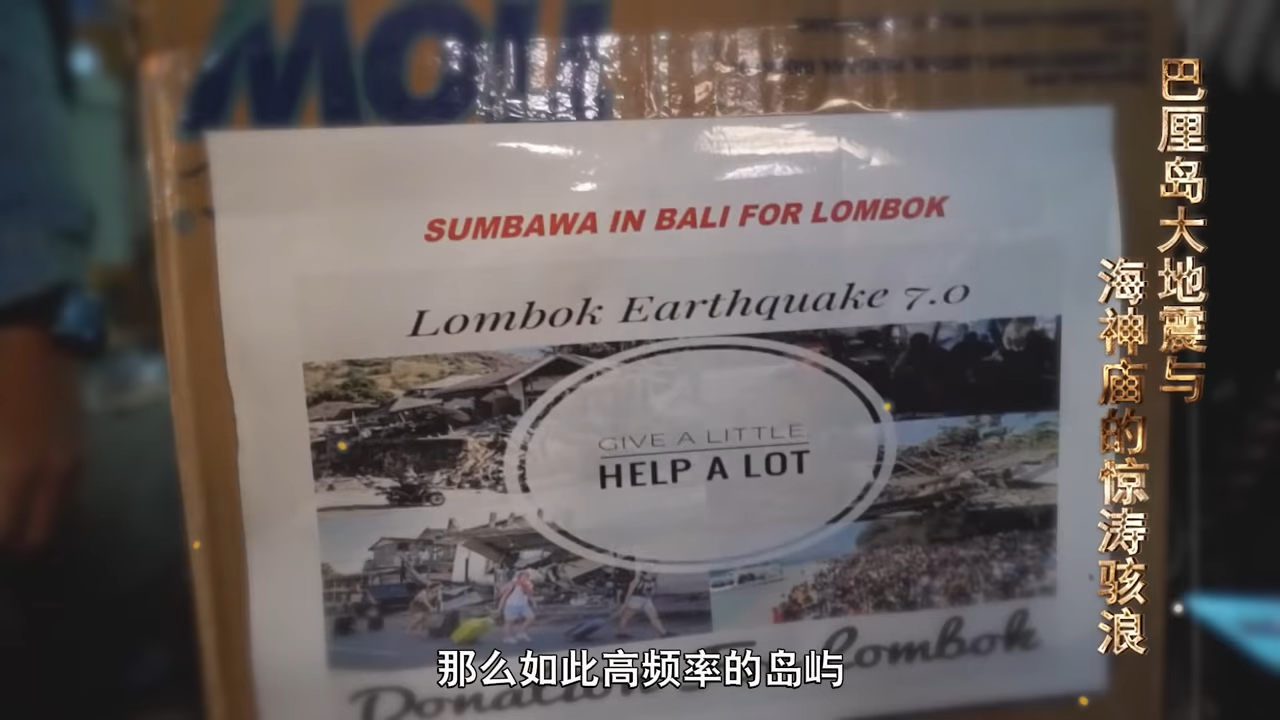 SUMBAWA IN BALI FOR LOMBOK
Lombok Earthquake 7.0
GIVE A LITTLE
HELP A LOT
Lombok
巴厘岛大地震与
海神庙的惊涛骇浪
那么如此高频率的岛屿